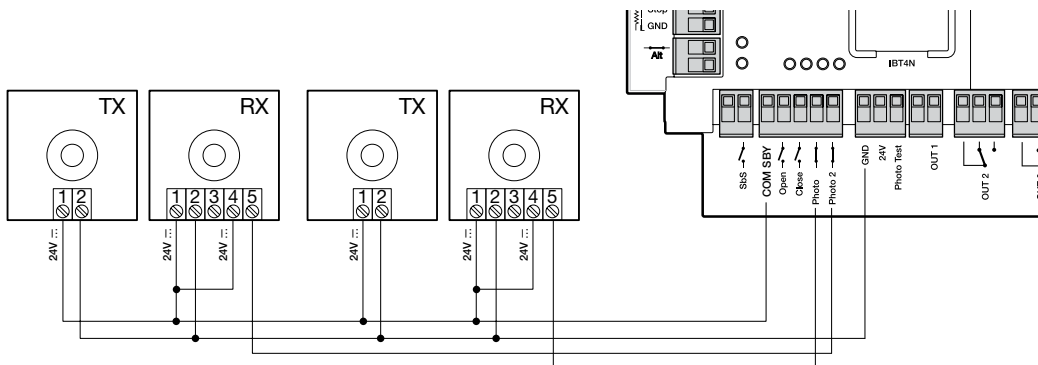 Stop
GND
Alt
IBT4N
TX
RX
TX
RX
1 2
1 2 3 4 5
1 2
1 2 3 4 5
24V
24V
24V
24V
24V
24V
SbS
COM SBY
Open
Close
Photo
Photo 2
GND
24V
Photo Test
OUT 1
OUT 2